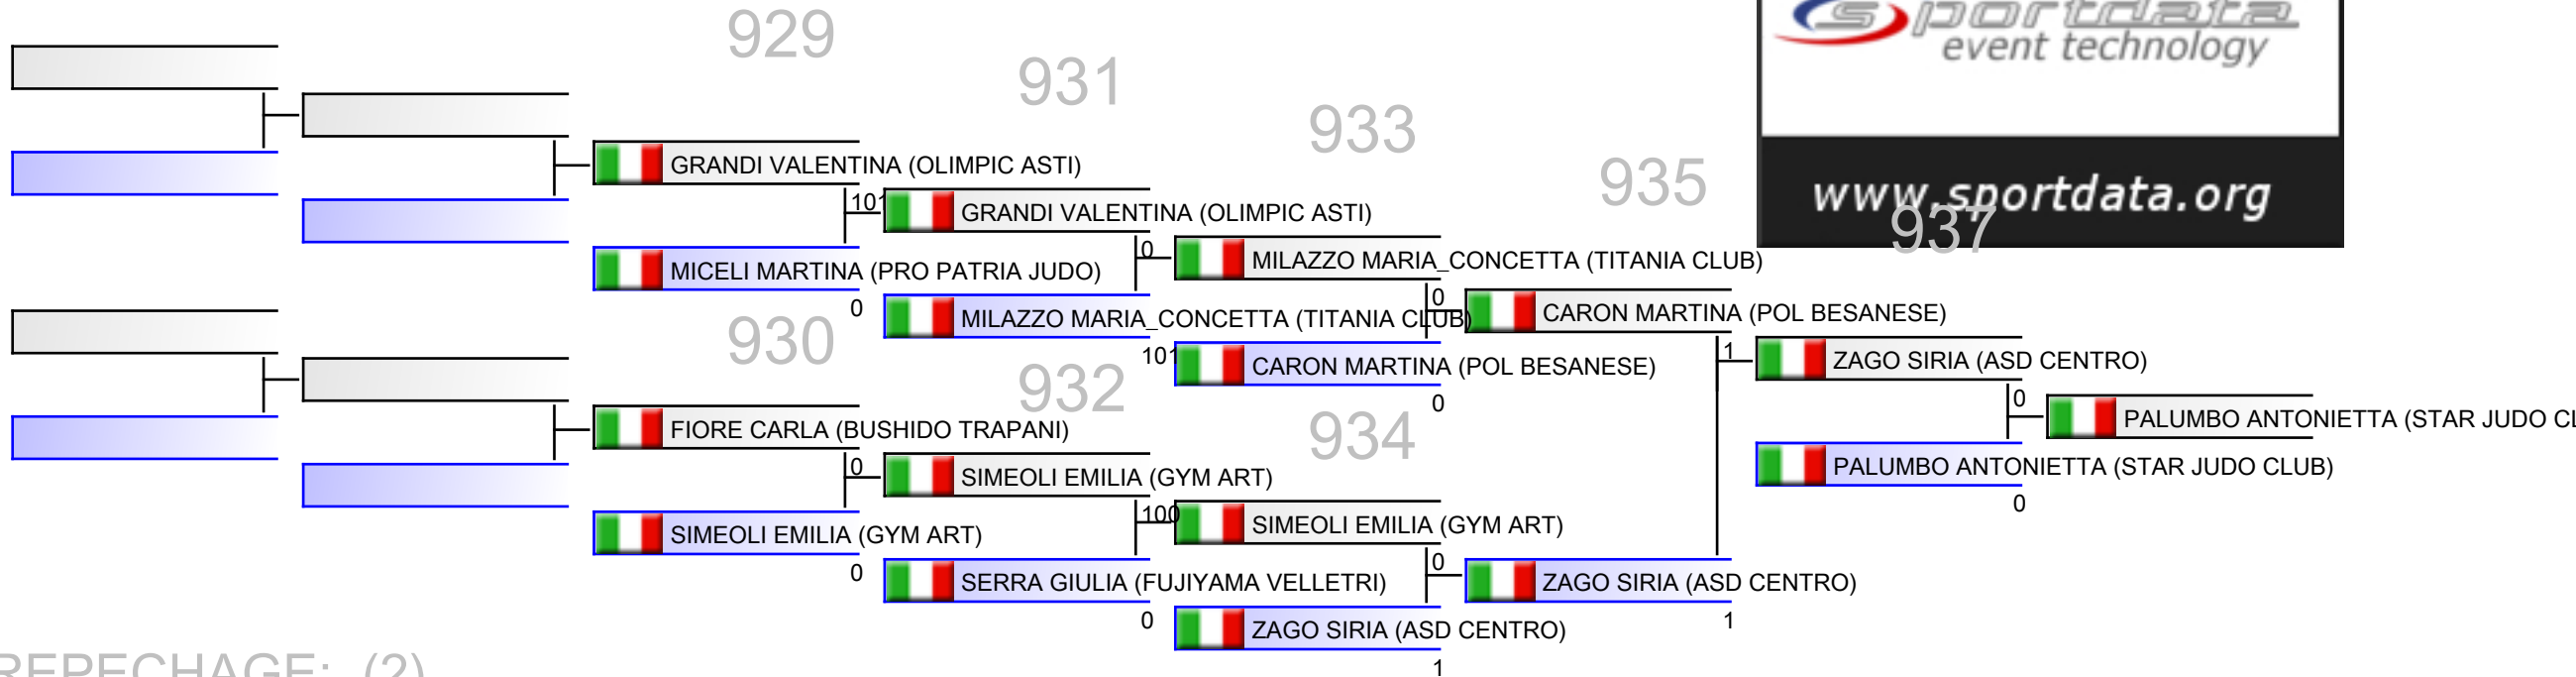 sportdata
event technology
www.sportdata.org
929
931
933
935
937
GRANDI VALENTINA (OLIMPIC ASTI)
101
GRANDI VALENTINA (OLIMPIC ASTI)
MICELI MARTINA (PRO PATRIA JUDO)
0
0
MILAZZO MARIA_CONCETTA (TITANIA CLUB)
MILAZZO MARIA_CONCETTA (TITANIA CLUB)
101
0
CARON MARTINA (POL BESANESE)
CARON MARTINA (POL BESANESE)
0
1
ZAGO SIRIA (ASD CENTRO)
0
PALUMBO ANTONIETTA (STAR JUDO CL
PALUMBO ANTONIETTA (STAR JUDO CLUB)
0
930
932
934
FIORE CARLA (BUSHIDO TRAPANI)
0
SIMEOLI EMILIA (GYM ART)
SIMEOLI EMILIA (GYM ART)
0
100
SIMEOLI EMILIA (GYM ART)
SERRA GIULIA (FUJIYAMA VELLETRI)
0
0
ZAGO SIRIA (ASD CENTRO)
ZAGO SIRIA (ASD CENTRO)
1
1
REPECHAGE: (2)